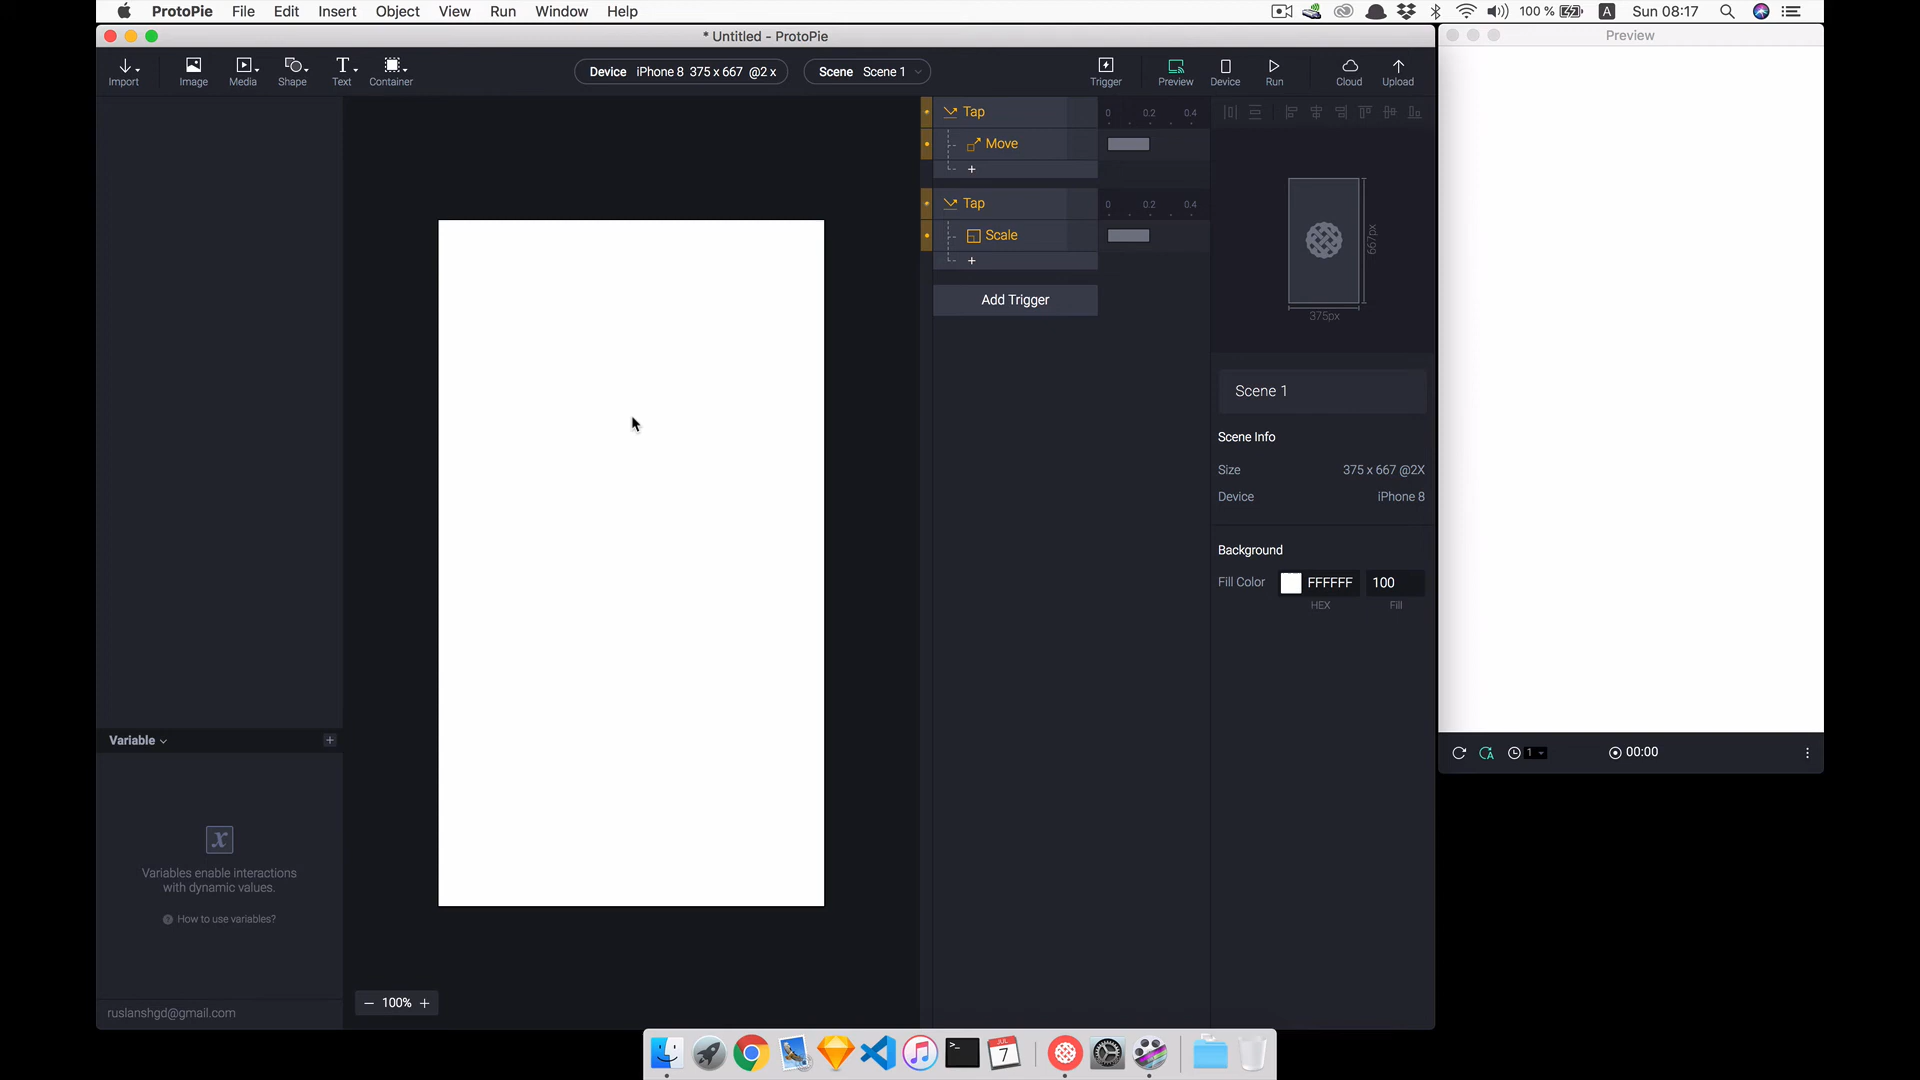 ProtoPie File Edit Insert Object View Run Window Help 100 % A Sun 08:17
* Untitled - ProtoPie
Preview
Import Image Media Shape Text Container
Device iPhone 8 375 x 667 @2 x Scene Scene 1
Trigger Preview Device Run Cloud Upload
Tap 0 0.2 0.4
Move
+
Tap 0 0.2 0.4
Scale
+
Add Trigger
667px
375px
Scene 1
Scene Info
Size 375 x 667 @2X
Device iPhone 8
Background
Fill Color FFFFFF 100
HEX Fill
Variable +
x
Variables enable interactions
with dynamic values.
? How to use variables?
A 1 00:00
− 100% +
ruslanshgd@gmail.com
JUL
7